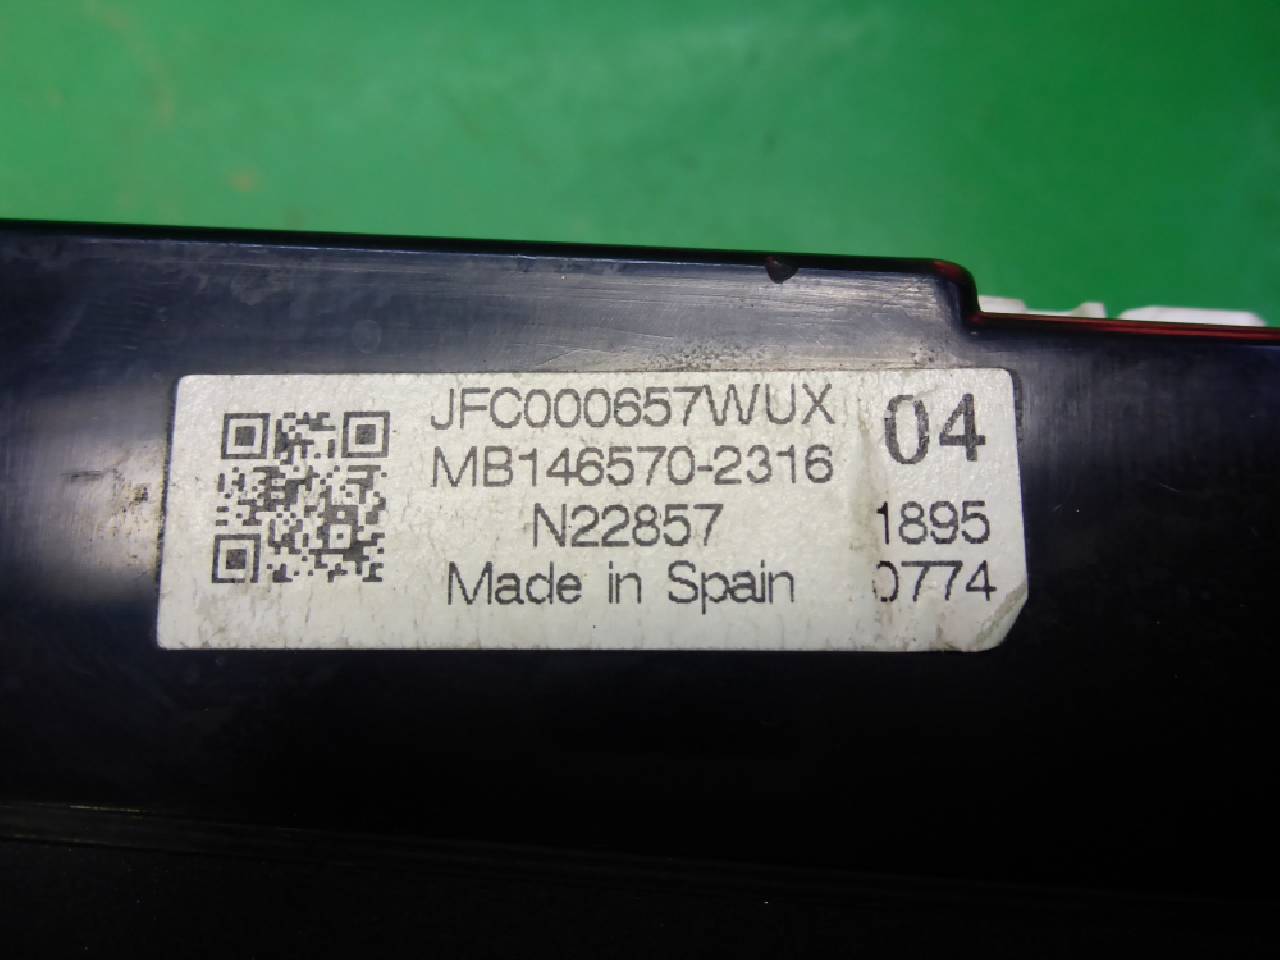 JFC000657WUX
MB146570-2316
N22857
Made in Spain
04
1895
0774